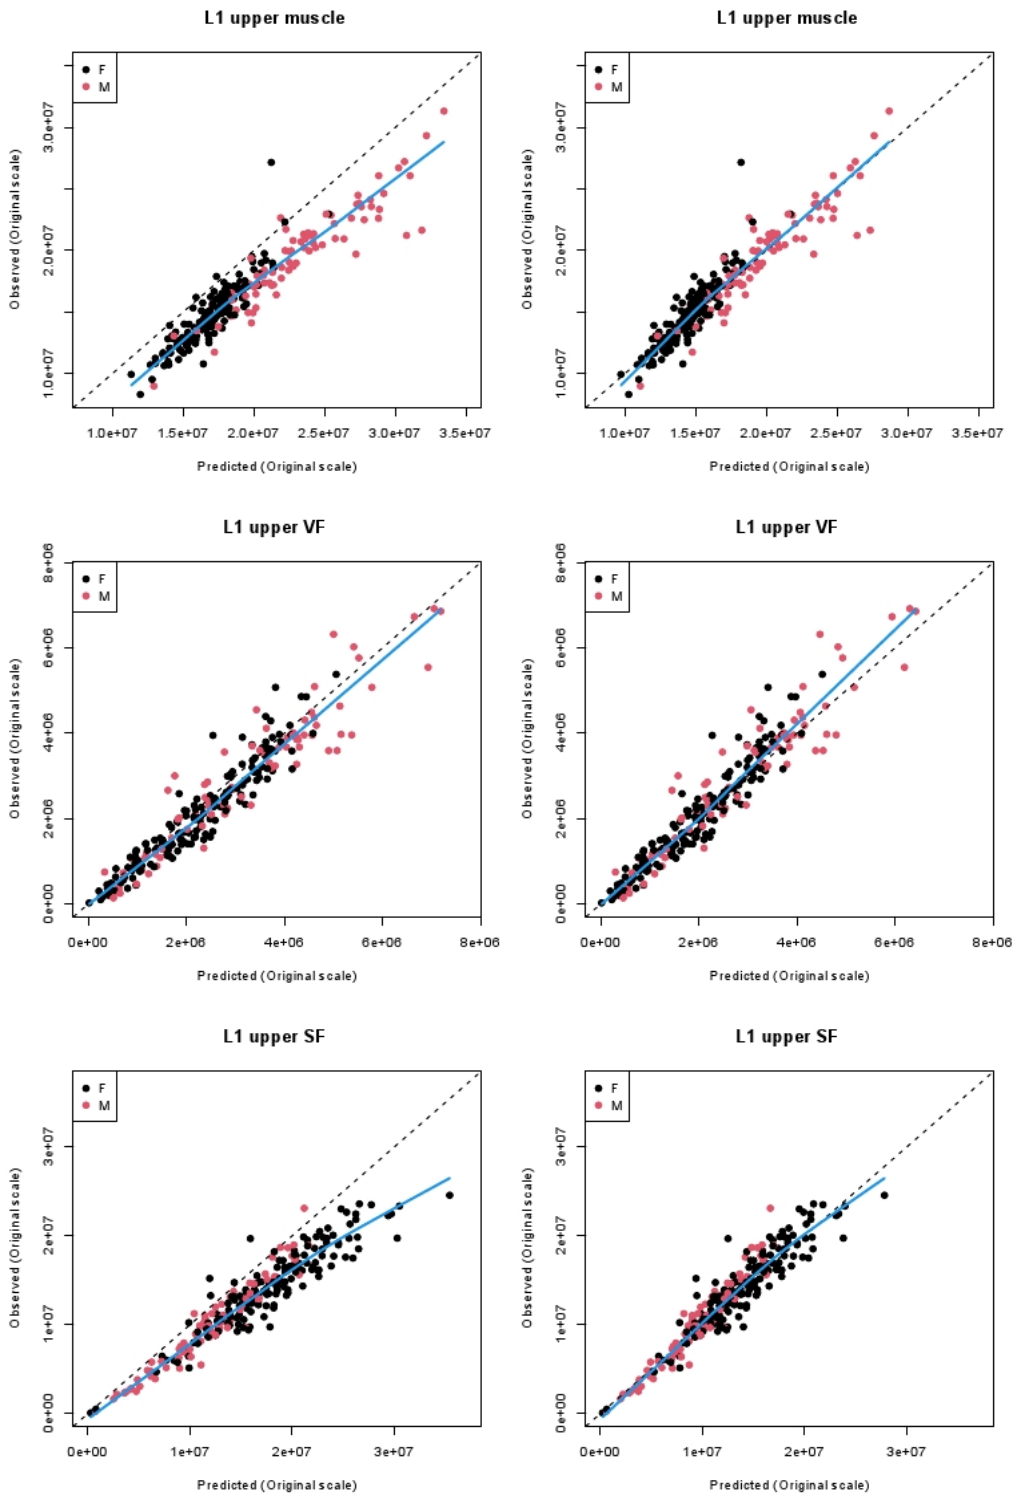 L1 upper muscle
F
M
Observed (Original scale)
1.0e+07 2.0e+07 3.0e+07
1.0e+07 1.5e+07 2.0e+07 2.5e+07 3.0e+07 3.5e+07
Predicted (Original scale)
L1 upper muscle
F
M
Observed (Original scale)
1.0e+07 2.0e+07 3.0e+07
1.0e+07 1.5e+07 2.0e+07 2.5e+07 3.0e+07 3.5e+07
Predicted (Original scale)
L1 upper VF
F
M
Observed (Original scale)
0e+00 2e+06 4e+06 6e+06 8e+06
0e+00 2e+06 4e+06 6e+06 8e+06
Predicted (Original scale)
L1 upper VF
F
M
Observed (Original scale)
0e+00 2e+06 4e+06 6e+06 8e+06
0e+00 2e+06 4e+06 6e+06 8e+06
Predicted (Original scale)
L1 upper SF
F
M
Observed (Original scale)
0e+00 1e+07 2e+07 3e+07
0e+00 1e+07 2e+07 3e+07
Predicted (Original scale)
L1 upper SF
F
M
Observed (Original scale)
0e+00 1e+07 2e+07 3e+07
0e+00 1e+07 2e+07 3e+07
Predicted (Original scale)